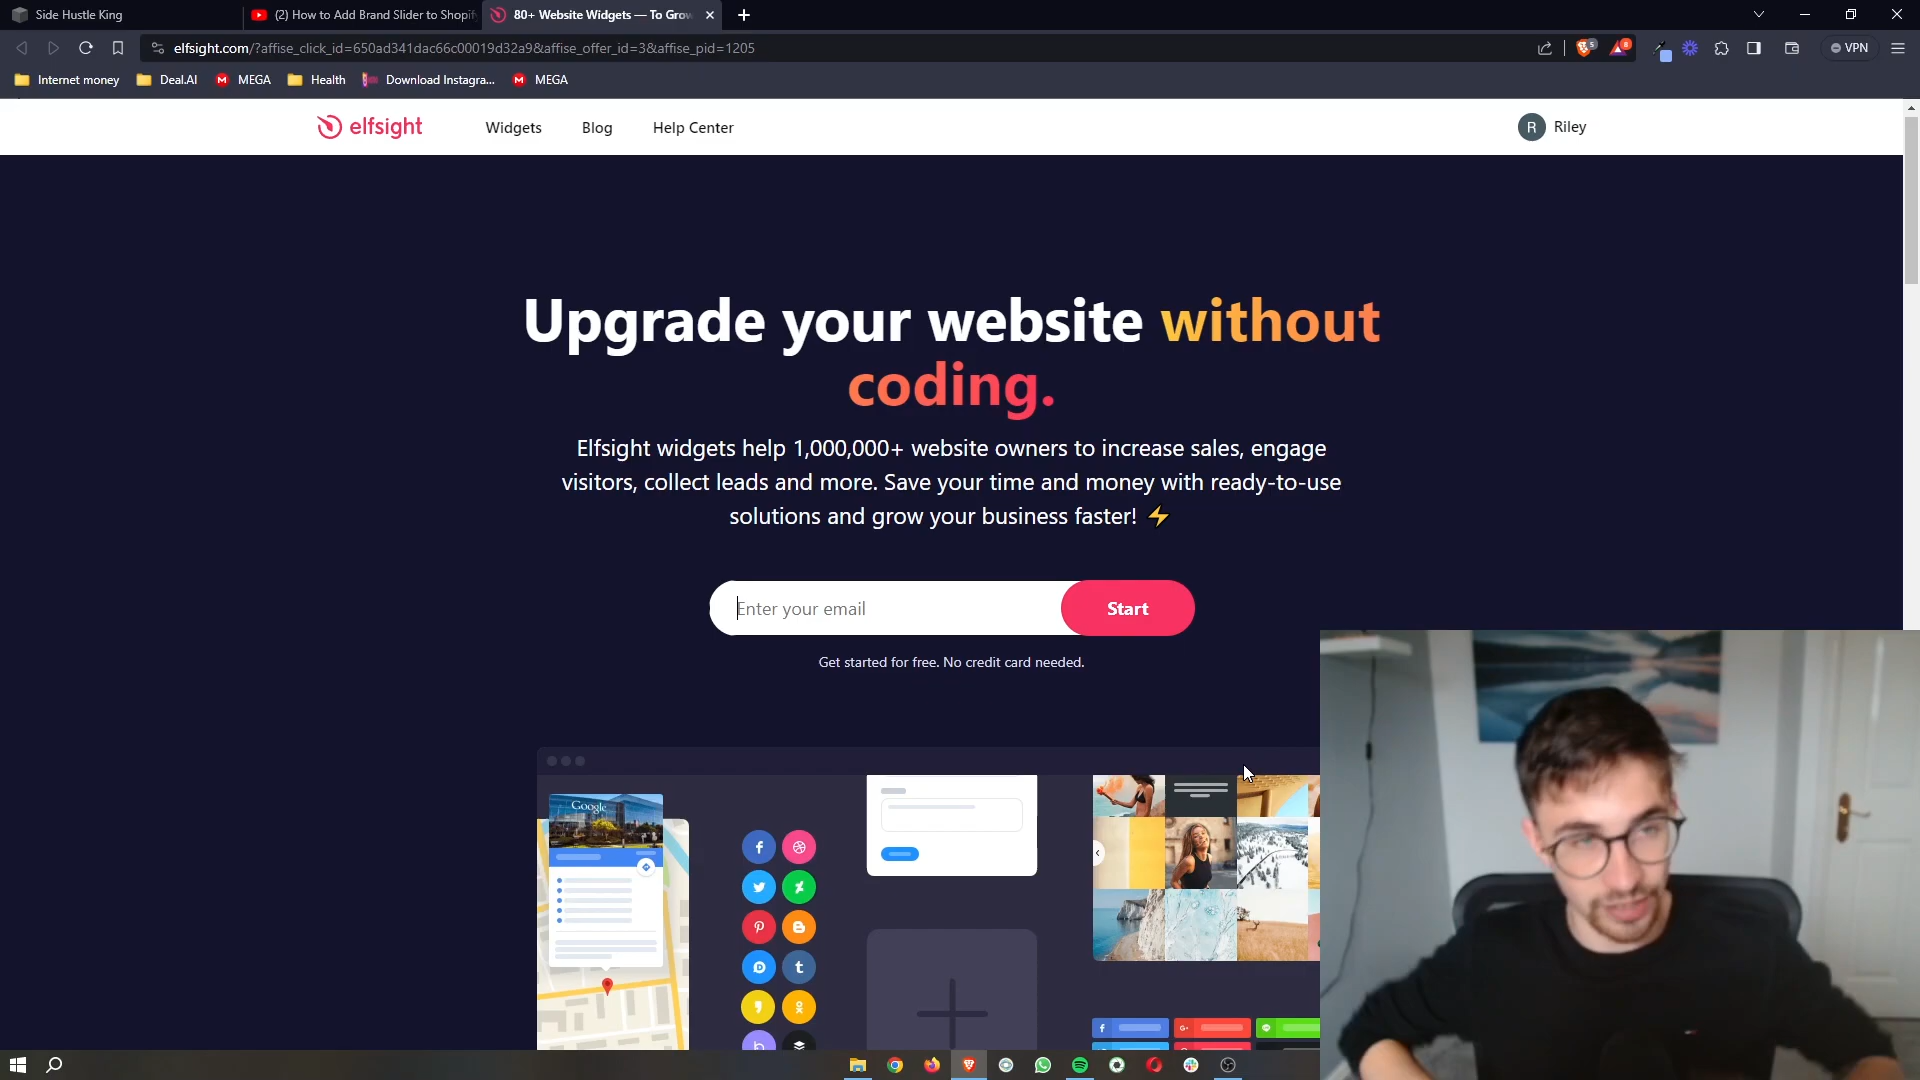 Side Hustle King
(2) How to Add Brand Slider to Shopif
80+ Website Widgets — To Grow
elfsight.com/?affise_click_id=650ad341dac66c00019d32a9&affise_offer_id=3&affise_pid=1205
VPN
Internet money
Deal.AI
MEGA
Health
Download Instagra...
MEGA
elfsight
Widgets
Blog
Help Center
R
Riley
Upgrade your website without
coding.
Elfsight widgets help 1,000,000+ website owners to increase sales, engage
visitors, collect leads and more. Save your time and money with ready-to-use
solutions and grow your business faster!
Enter your email
Start
Get started for free. No credit card needed.
Google